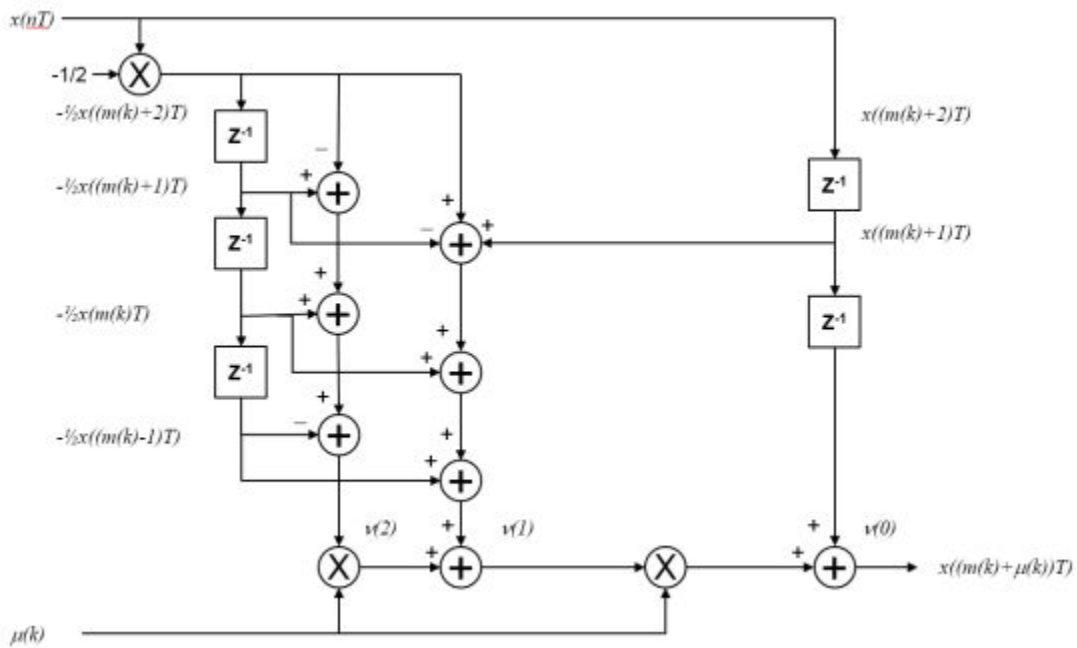 x(nT)
-1/2
X
-½x((m(k)+2)T)
x((m(k)+2)T)
Z-1
–
-½x((m(k)+1)T)
+
+
Z-1
+
– + +
x((m(k)+1)T)
Z-1
+
-½x(m(k)T)
+
+
Z-1
+
+
+
Z-1
+
-½x((m(k)-1)T)
–
+
+
+
+
v(2)
+
v(1)
+
v(0)
X
+
+
X
+
+
x((m(k)+μ(k))T)
μ(k)